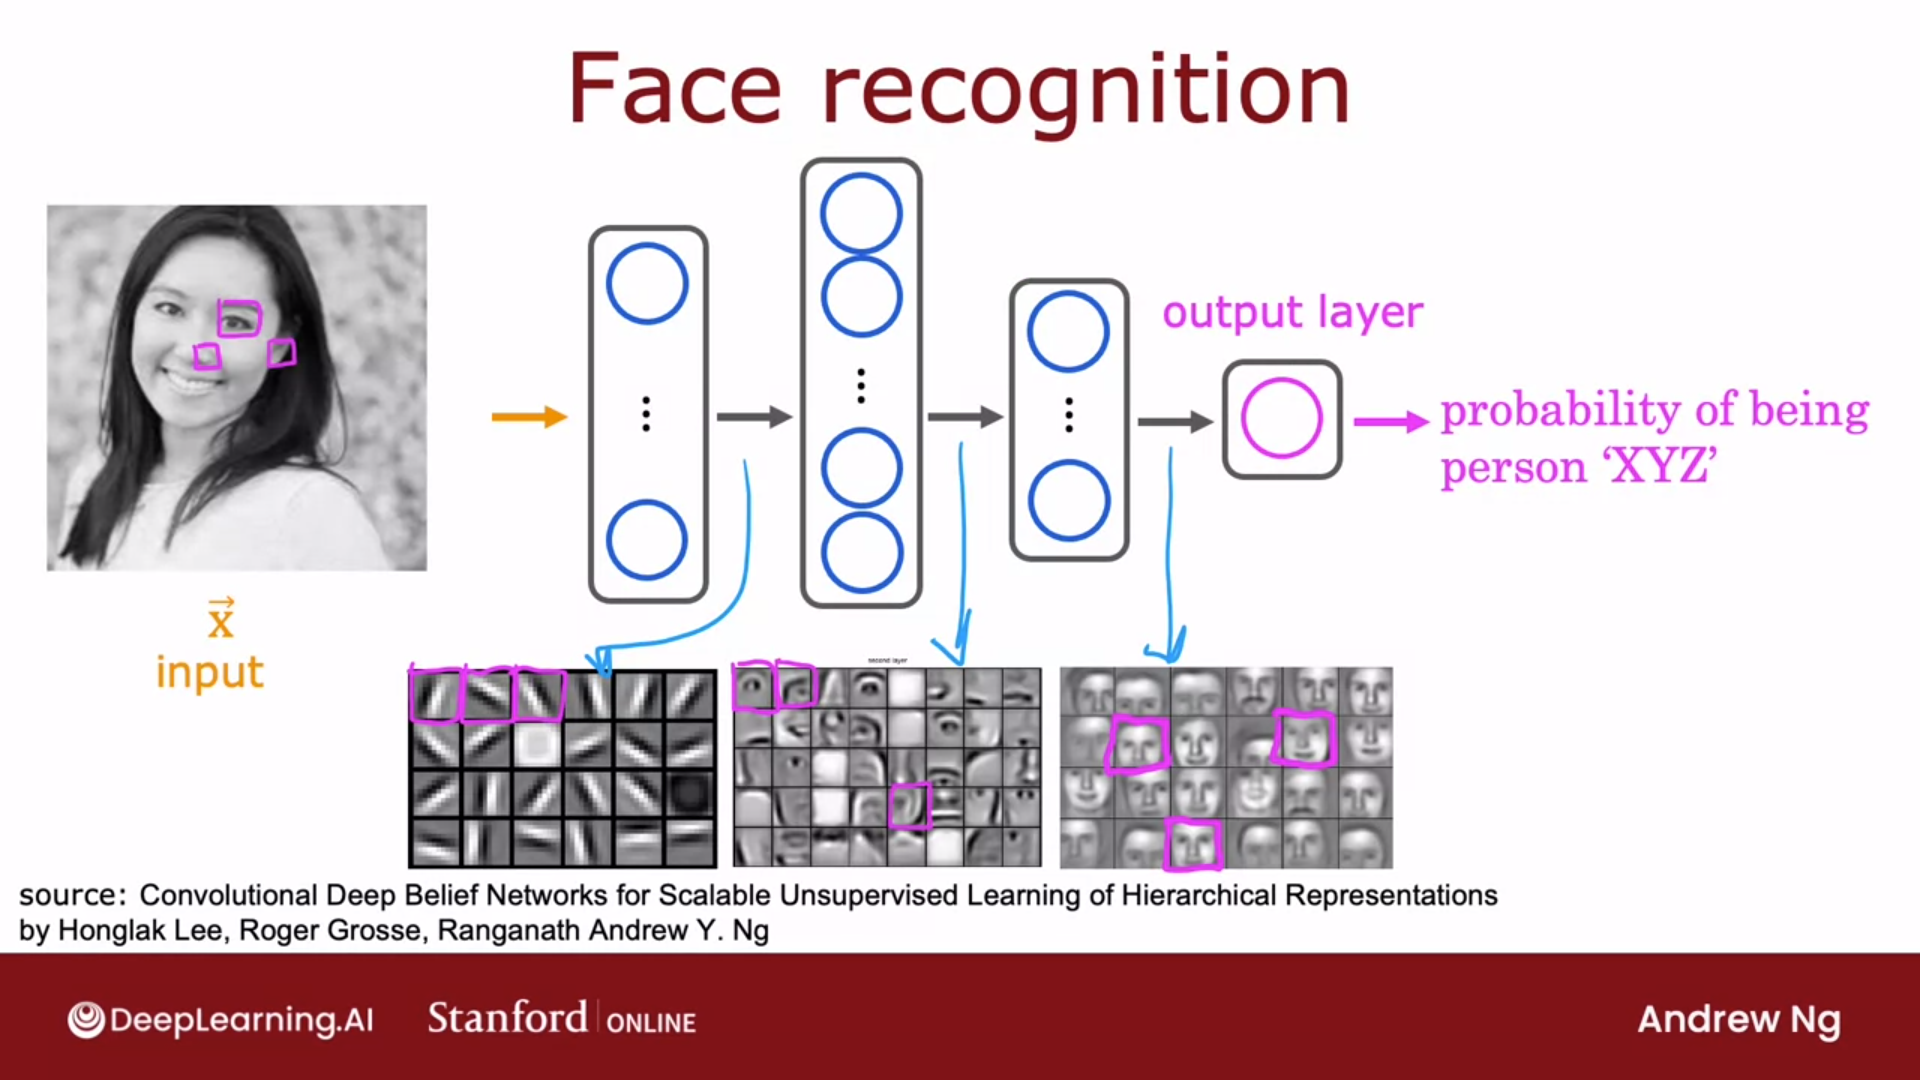 Face recognition
output layer
probability of being
person ‘XYZ’
x
input
second layer
source: Convolutional Deep Belief Networks for Scalable Unsupervised Learning of Hierarchical Representations
by Honglak Lee, Roger Grosse, Ranganath Andrew Y. Ng
DeepLearning.AI
Stanford | ONLINE
Andrew Ng